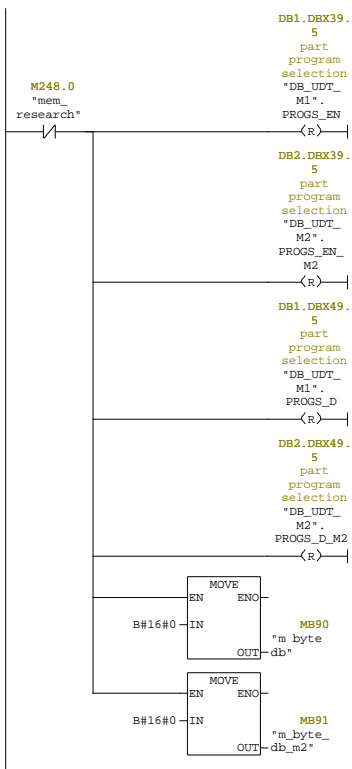 DB1.DBX39.
5
part
program
selection
"DB_UDT_
M1".
PROGS_EN
(R)
M248.0
"mem_
research"
DB2.DBX39.
5
part
program
selection
"DB_UDT_
M2".
PROGS_EN_
M2
(R)
DB1.DBX49.
5
part
program
selection
"DB_UDT_
M1".
PROGS_D
(R)
DB2.DBX49.
5
part
program
selection
"DB_UDT_
M2".
PROGS_D_M2
(R)
MOVE
EN ENO
B#16#0 IN
MB90
"m byte
OUT db"
MOVE
EN ENO
B#16#0 IN
MB91
"m_byte_
OUT db_m2"